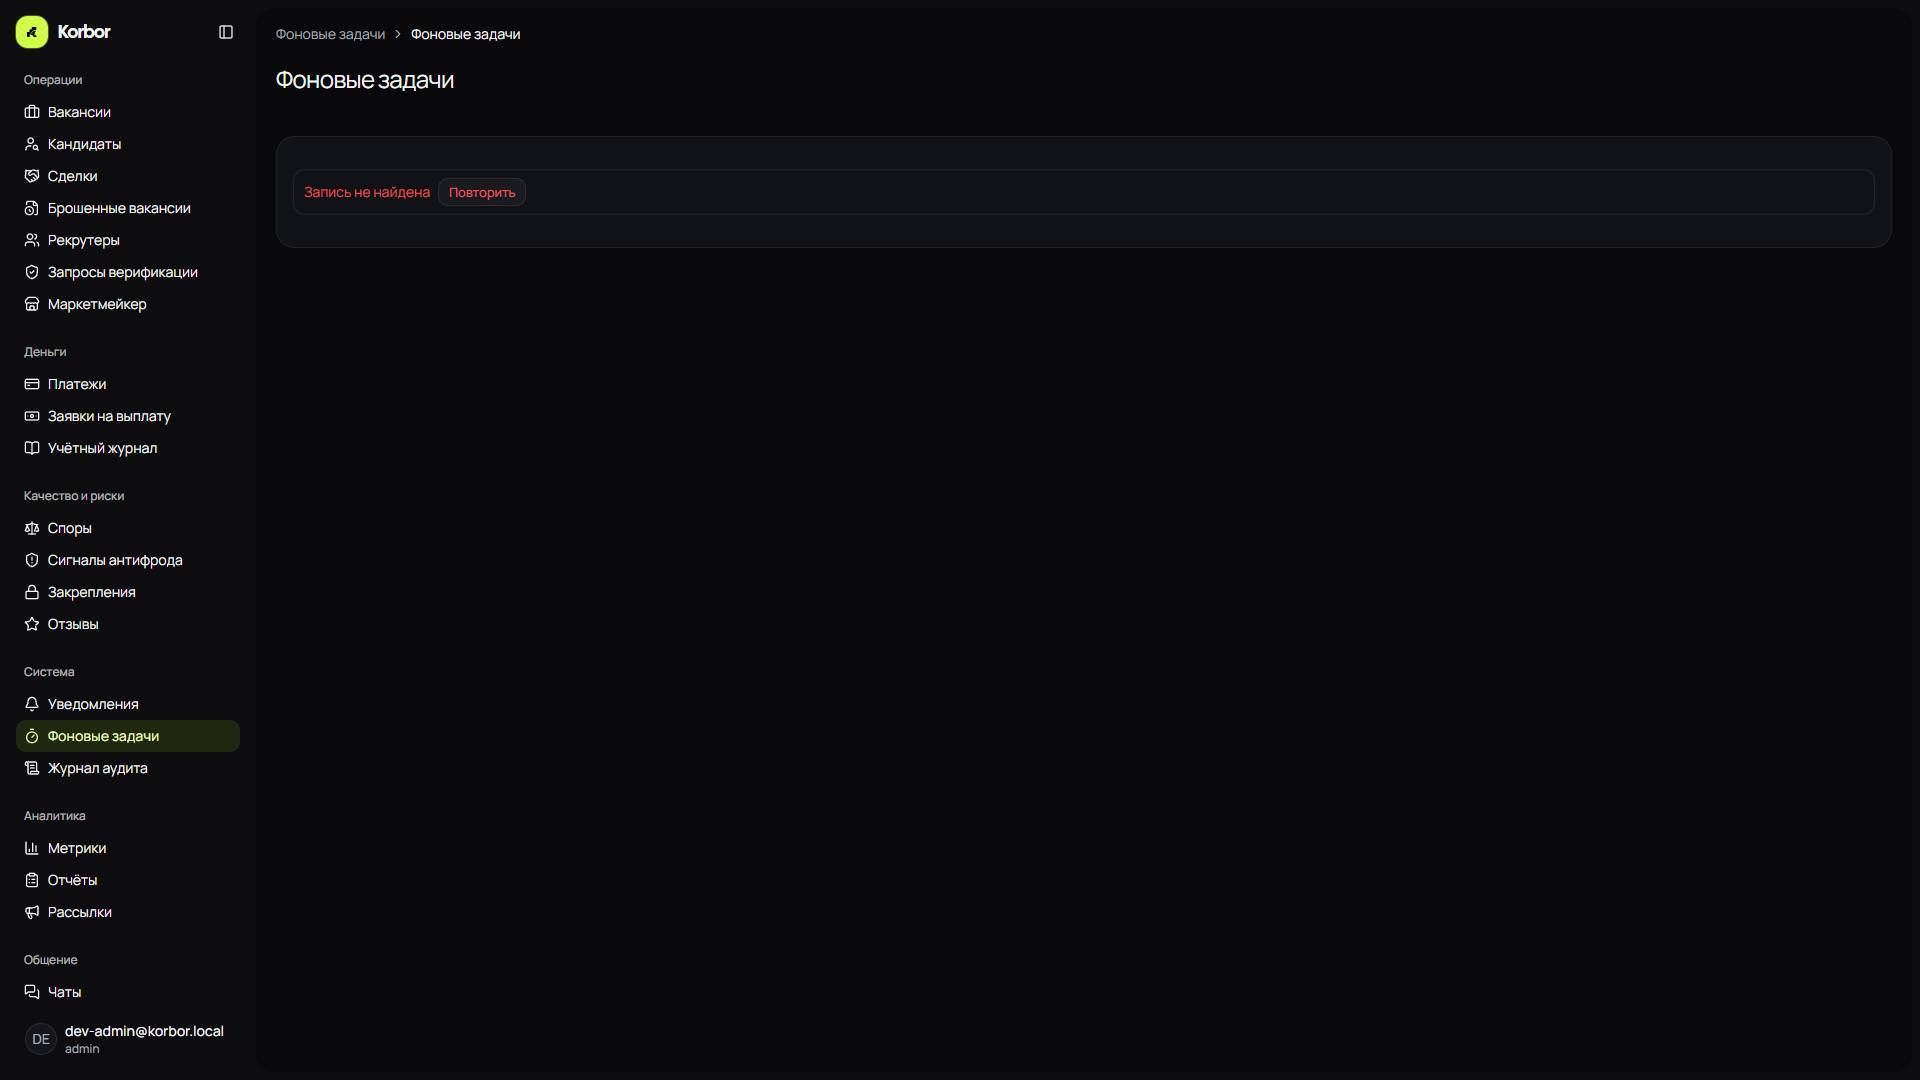 Korbor
Операции
Вакансии
Кандидаты
Сделки
Брошенные вакансии
Рекрутеры
Запросы верификации
Маркетмейкер
Деньги
Платежи
Заявки на выплату
Учётный журнал
Качество и риски
Споры
Сигналы антифрода
Закрепления
Отзывы
Система
Уведомления
Фоновые задачи
Журнал аудита
Аналитика
Метрики
Отчёты
Рассылки
Общение
Чаты
DE
dev-admin@korbor.local
admin
Фоновые задачи > Фоновые задачи
Фоновые задачи
Запись не найдена Повторить